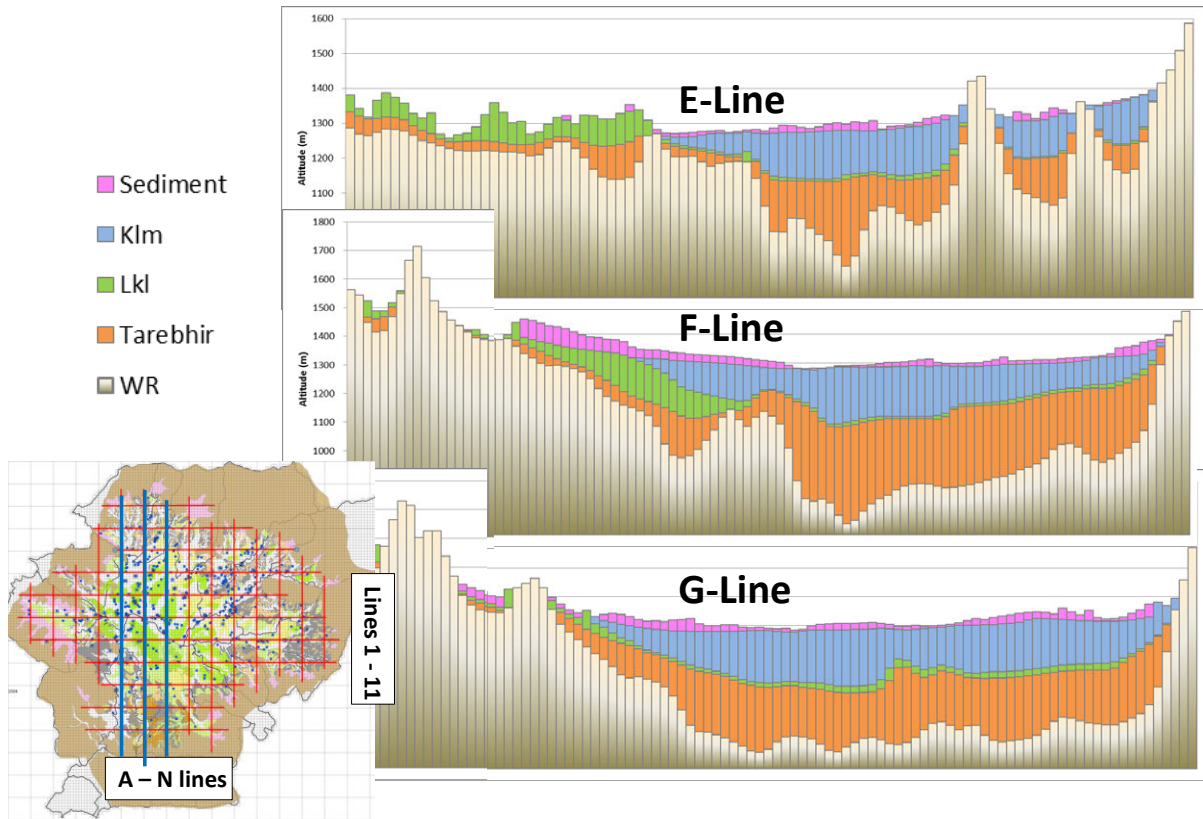 1600
1500
1400
1300
1200
1100
Altitude (m)
E-Line
Sediment
Klm
Lkl
Tarebhir
WR
1800
1700
1600
1500
1400
1300
1200
1100
1000
Altitude (m)
F-Line
G-Line
Lines 1 - 11
A – N lines